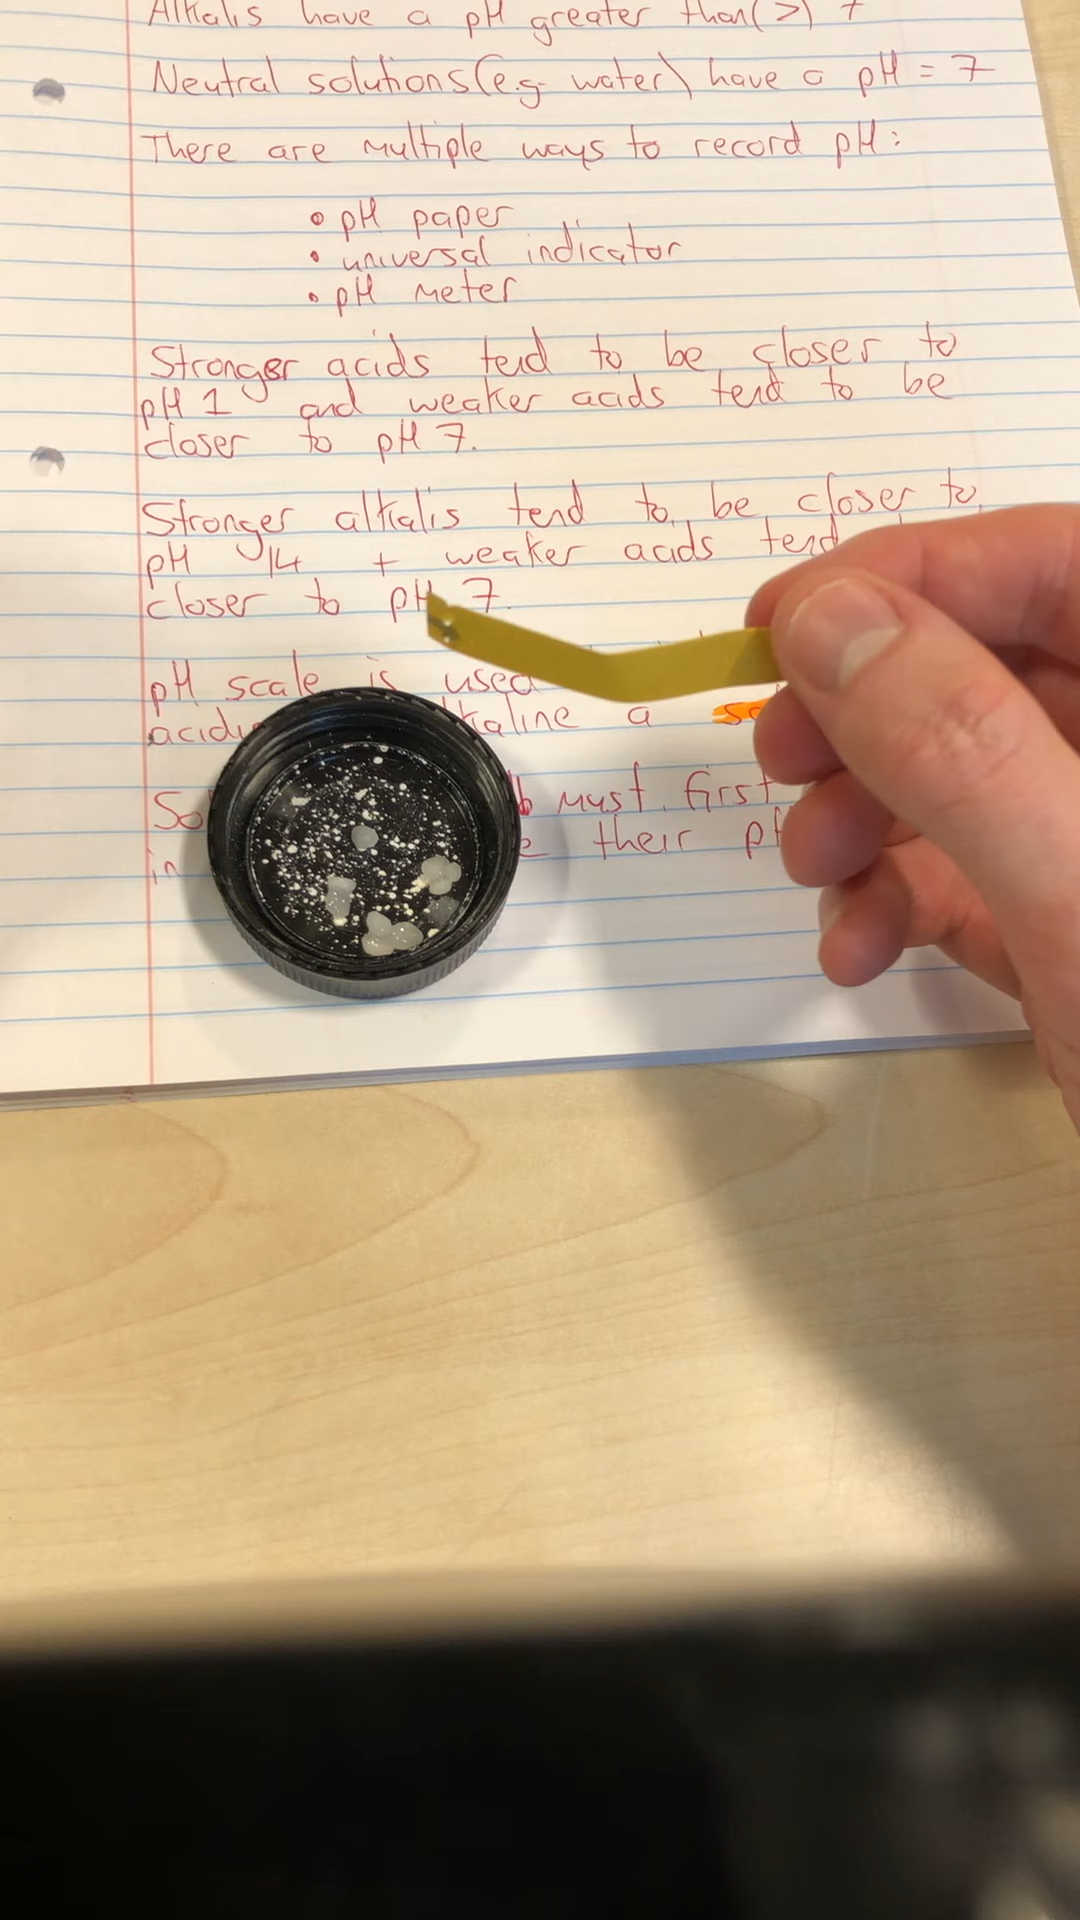 Alkalis have a pH greater than (>) 7
Neutral solutions (e.g. water) have a pH = 7
There are multiple ways to record pH:
• pH paper
• universal indicator
• pH meter
Stronger acids tend to be closer to
pH 1 and weaker acids tend to be
closer to pH 7.
Stronger alkalis tend to be closer to
pH 14 + weaker acids tend
closer to pH 7.
pH scale is used
a
must first
in their